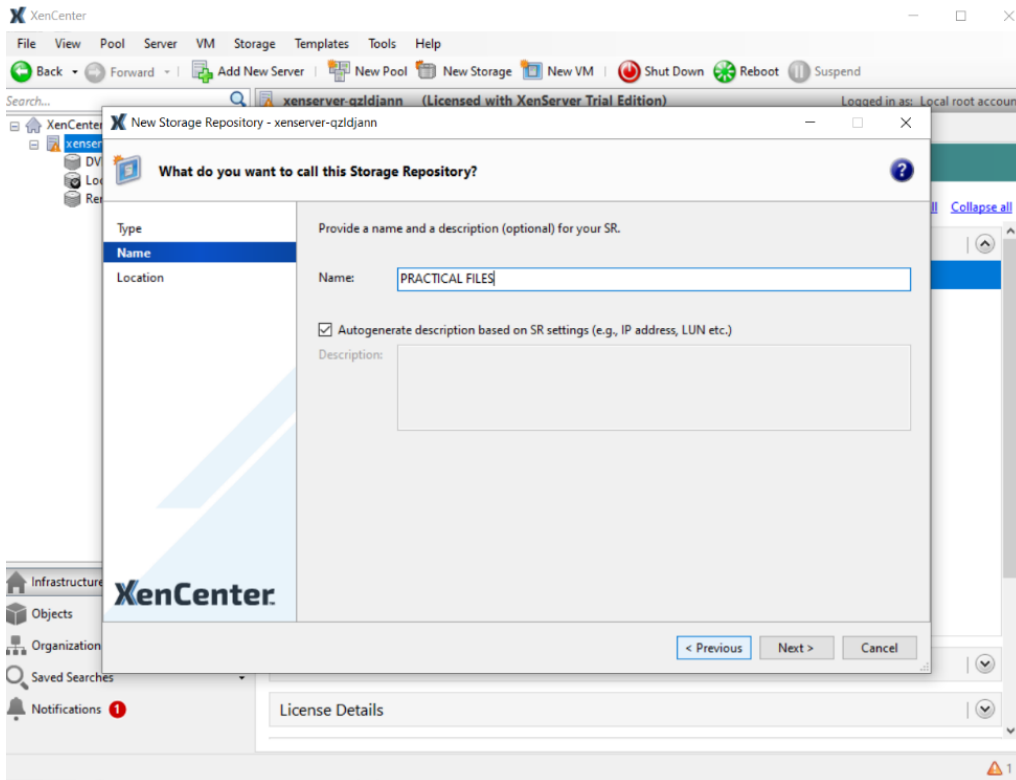 XenCenter
File View Pool Server VM Storage Templates Tools Help
Back Forward Add New Server New Pool New Storage New VM Shut Down Reboot Suspend
Search... xenserver-qzldjann (Licensed with XenServer Trial Edition) Logged in as: Local root accoun
XenCenter
xenser
DV
Loc
Rer
New Storage Repository - xenserver-qzldjann
What do you want to call this Storage Repository?
ll Collapse all
Type
Name
Location
Provide a name and a description (optional) for your SR.
Name: PRACTICAL FILES
Autogenerate description based on SR settings (e.g., IP address, LUN etc.)
Description:
XenCenter
< Previous Next > Cancel
Infrastructure
Objects
Organization
Saved Searches
Notifications 1
License Details
1